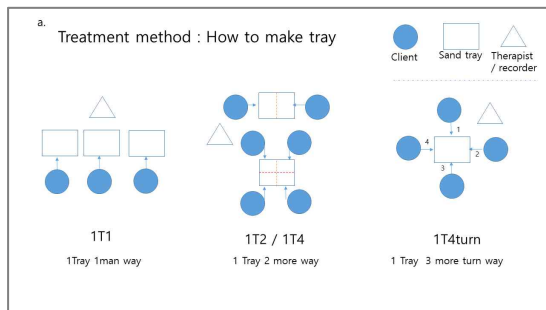 a.
Treatment method : How to make tray
Client
Sand tray
Therapist
/ recorder
1
2
3
4
1T1
1T2 / 1T4
1T4turn
1Tray 1man way
1 Tray 2 more way
1 Tray 3 more turn way